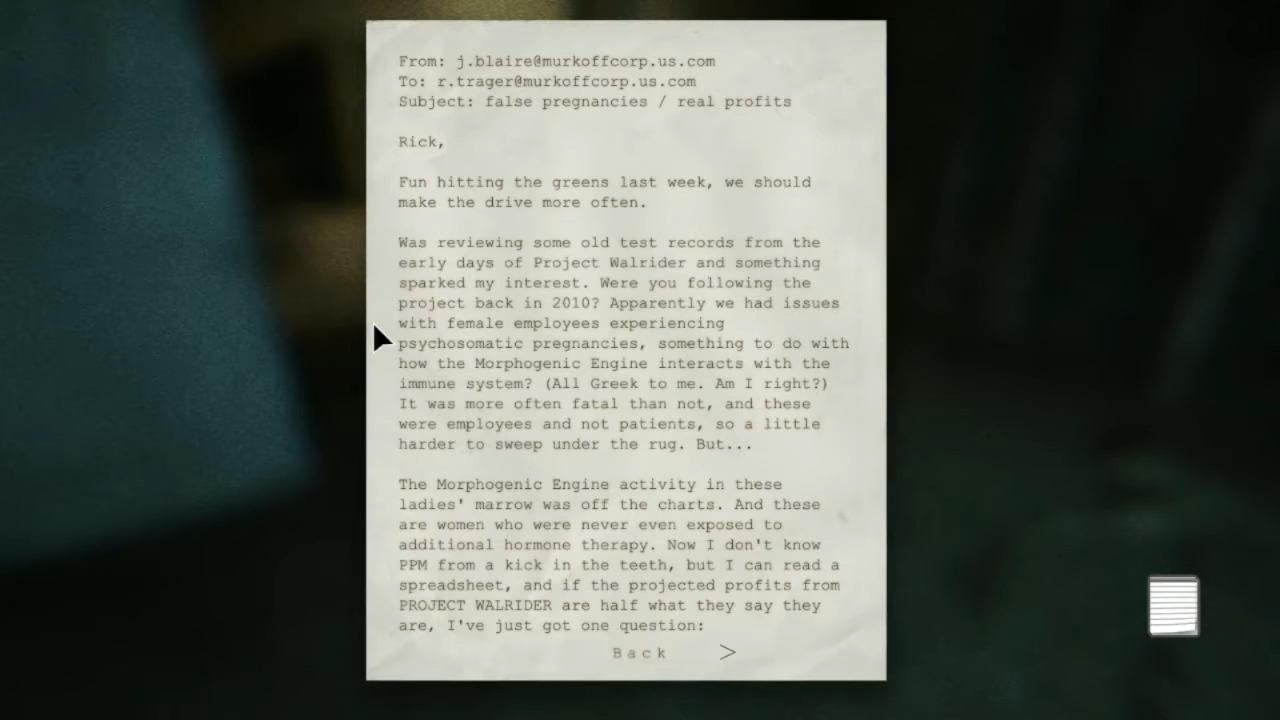 From: j.blaire@murkoffcorp.us.com
To: r.trager@murkoffcorp.us.com
Subject: false pregnancies / real profits
Rick,
Fun hitting the greens last week, we should
make the drive more often.
Was reviewing some old test records from the
early days of Project Walrider and something
sparked my interest. Were you following the
project back in 2010? Apparently we had issues
with female employees experiencing
psychosomatic pregnancies, something to do with
how the Morphogenic Engine interacts with the
immune system? (All Greek to me. Am I right?)
It was more often fatal than not, and these
were employees and not patients, so a little
harder to sweep under the rug. But...
The Morphogenic Engine activity in these
ladies' marrow was off the charts. And these
are women who were never even exposed to
additional hormone therapy. Now I don't know
PPM from a kick in the teeth, but I can read a
spreadsheet, and if the projected profits from
PROJECT WALRIDER are half what they say they
are, I've just got one question:
Back >